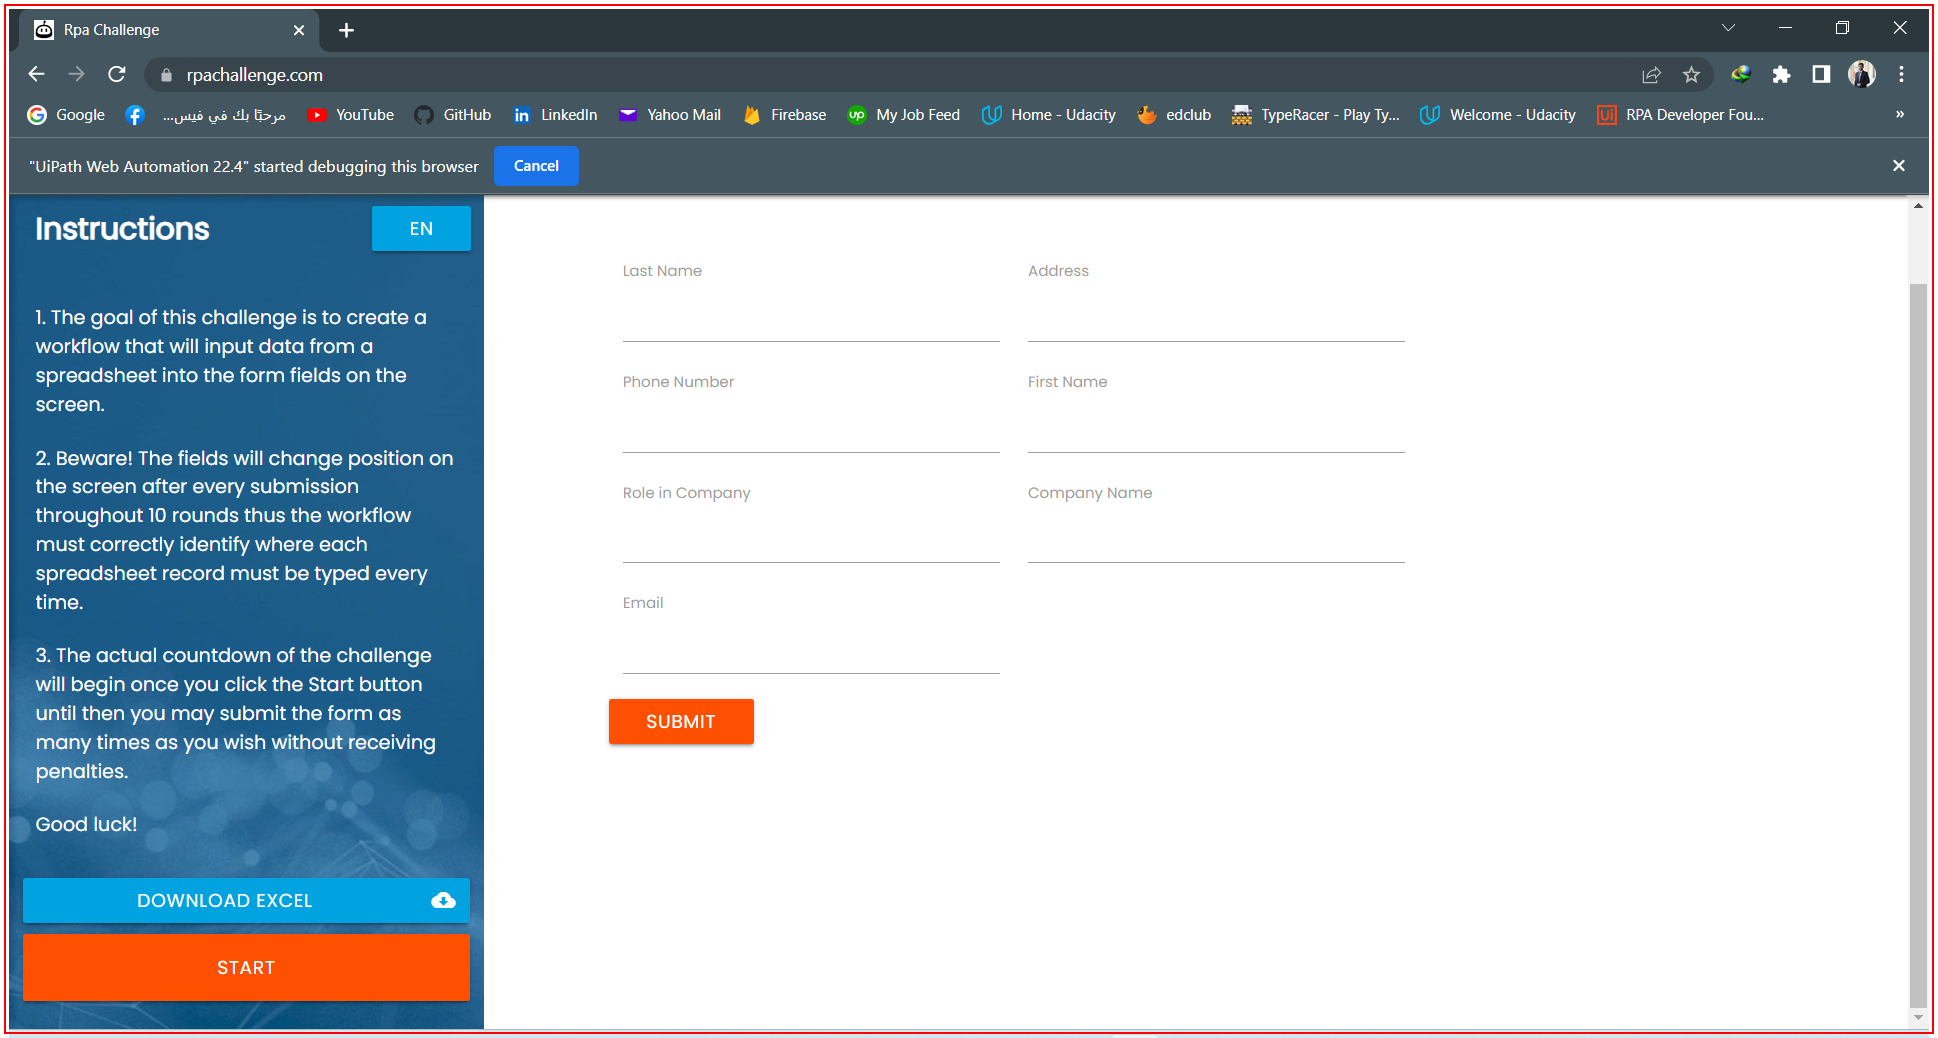 Rpa Challenge
rpachallenge.com
Google
مرحبًا بك في فيس...
YouTube
GitHub
LinkedIn
Yahoo Mail
Firebase
My Job Feed
Home - Udacity
edclub
TypeRacer - Play Ty...
Welcome - Udacity
RPA Developer Fou...
»
"UiPath Web Automation 22.4" started debugging this browser
Cancel
Instructions
EN
1. The goal of this challenge is to create a
workflow that will input data from a
spreadsheet into the form fields on the
screen.
2. Beware! The fields will change position on
the screen after every submission
throughout 10 rounds thus the workflow
must correctly identify where each
spreadsheet record must be typed every
time.
3. The actual countdown of the challenge
will begin once you click the Start button
until then you may submit the form as
many times as you wish without receiving
penalties.
Good luck!
DOWNLOAD EXCEL
START
Last Name
Address
Phone Number
First Name
Role in Company
Company Name
Email
SUBMIT